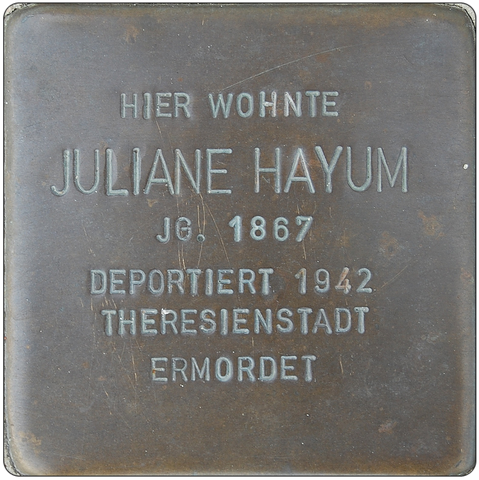 HIER WOHNTE
JULIANE HAYUM
JG. 1867
DEPORTIERT 1942
THERESIENSTADT
ERMORDET